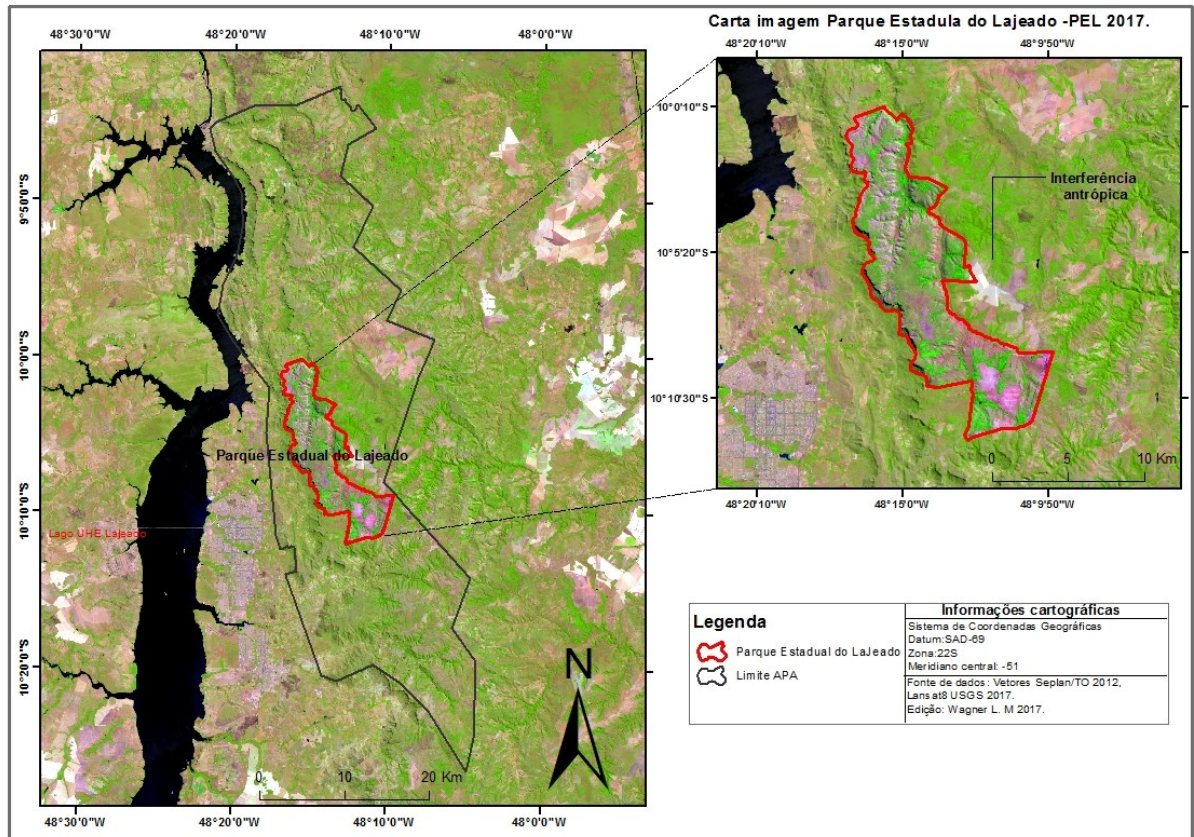 Carta imagem Parque Estadula do Lajeado -PEL 2017.
48°30'0"W 48°20'0"W 48°10'0"W 48°0'0"W
9°50'0"S
10°0'0"S
10°10'0"S
10°20'0"S
Parque Estadual do Lajeado
Lago UHE Lajeado
N
0 10 20 Km
48°30'0"W 48°20'0"W 48°10'0"W 48°0'0"W
48°20'10"W 48°15'0"W 48°9'50"W
10°0'10"S
10°5'20"S
10°10'30"S
Interferência
antrópica
0 5 10 Km
48°20'10"W 48°15'0"W 48°9'50"W
Legenda
Parque Estadual do LaJeado
Limite APA
Informações cartográficas
Sistema de Coordenadas Geográficas
Datum:SAD-69
Zona:22S
Meridiano central: -51
Fonte de dados: Vetores Seplan/TO 2012,
Lansat8 USGS 2017.
Edição: Wagner L. M 2017.